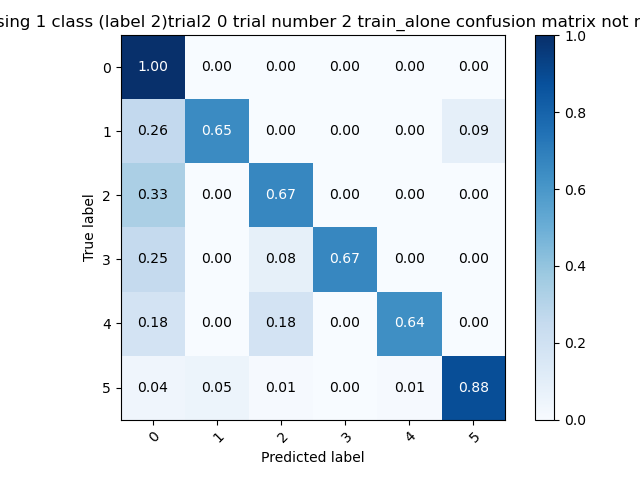 sing 1 class (label 2)trial2 0 trial number 2 train_alone confusion matrix not n
1.0
0 1.00 0.00 0.00 0.00 0.00 0.00
0.8
1 0.26 0.65 0.00 0.00 0.00 0.09
2 0.33 0.00 0.67 0.00 0.00 0.00
0.6
True label
3 0.25 0.00 0.08 0.67 0.00 0.00
0.4
4 0.18 0.00 0.18 0.00 0.64 0.00
0.2
5 0.04 0.05 0.01 0.00 0.01 0.88
0.0
0 1 2 3 4 5
Predicted label